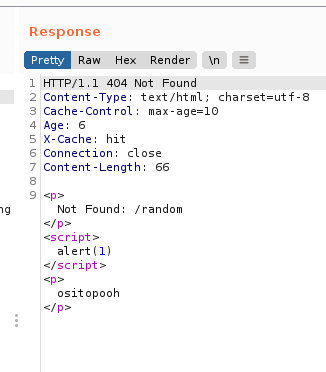 Response
Pretty Raw Hex Render \n ≡
1 HTTP/1.1 404 Not Found
2 Content-Type: text/html; charset=utf-8
3 Cache-Control: max-age=10
4 Age: 6
5 X-Cache: hit
6 Connection: close
7 Content-Length: 66
8
9 <p>
Not Found: /random
</p>
<script>
alert(1)
</script>
<p>
ositopooh
</p>
ng